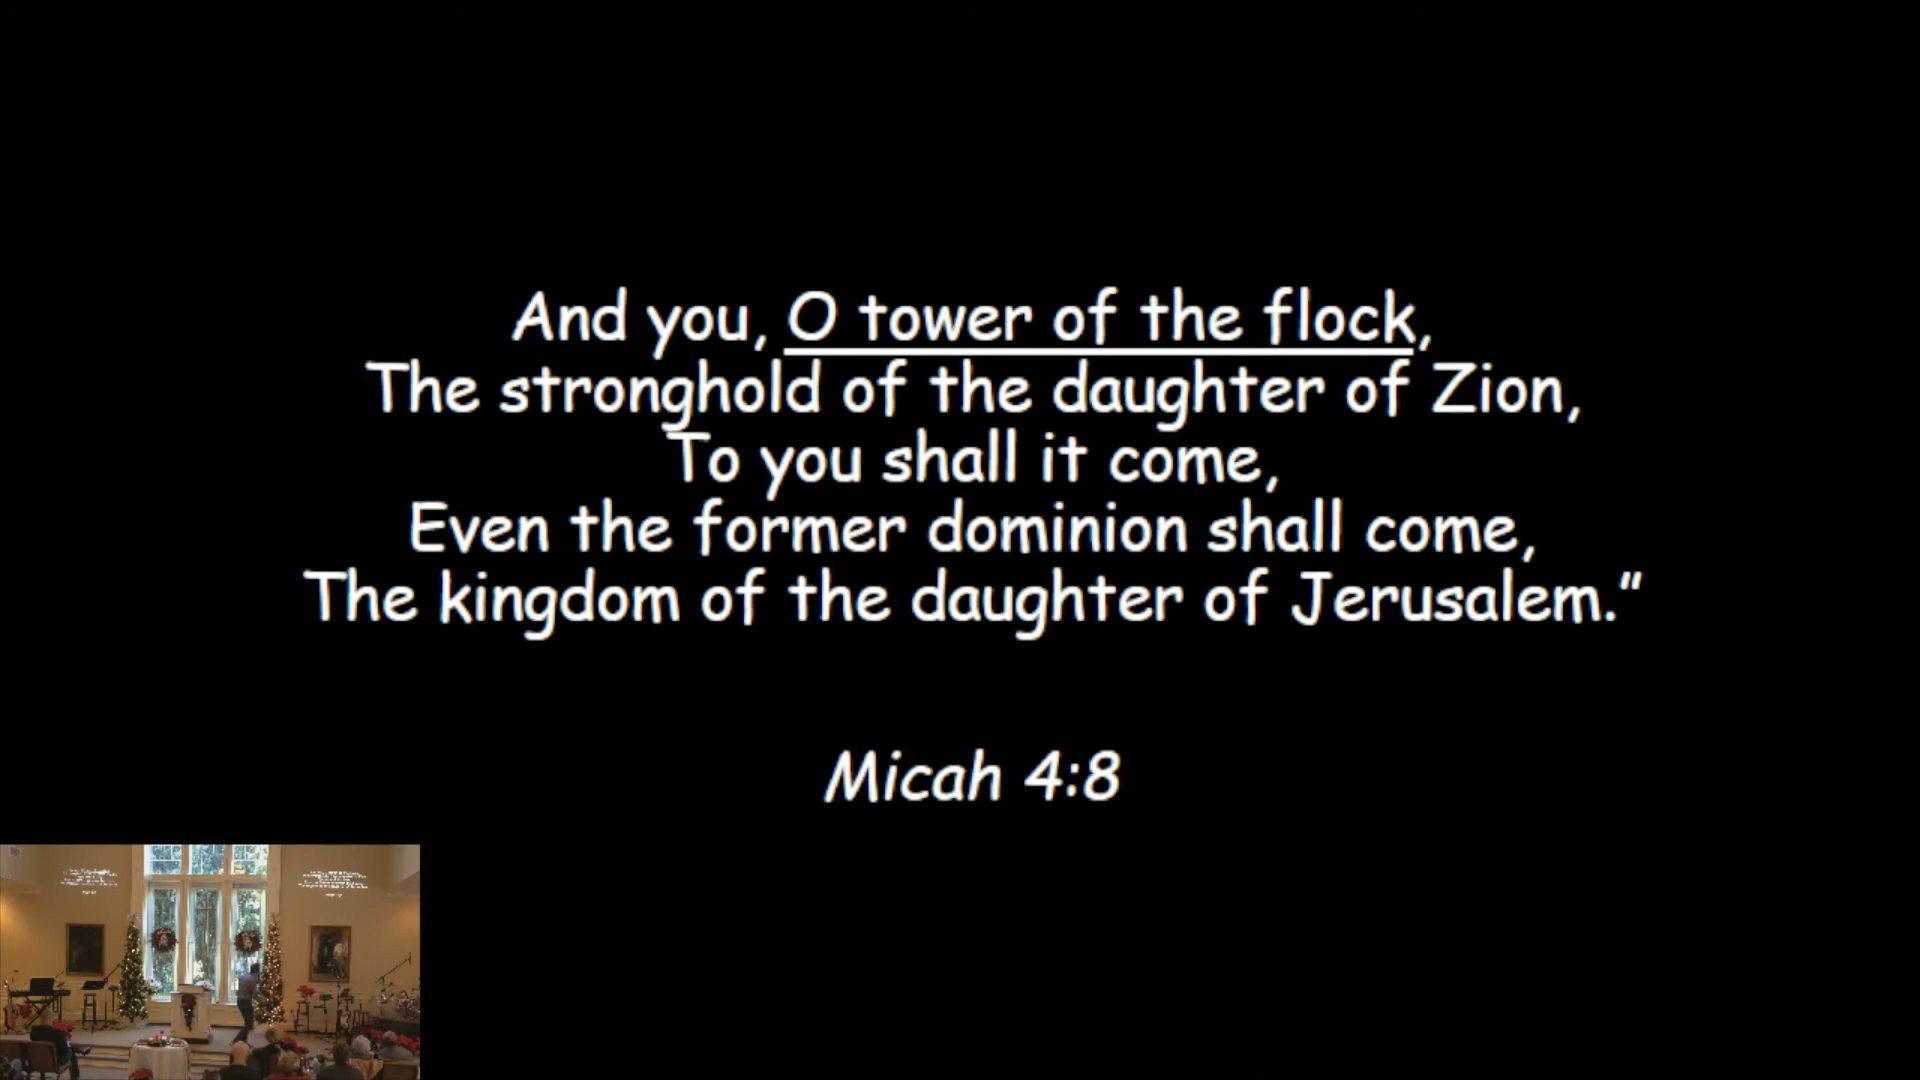 And you, O tower of the flock,
The stronghold of the daughter of Zion,
To you shall it come,
Even the former dominion shall come,
The kingdom of the daughter of Jerusalem.”
Micah 4:8